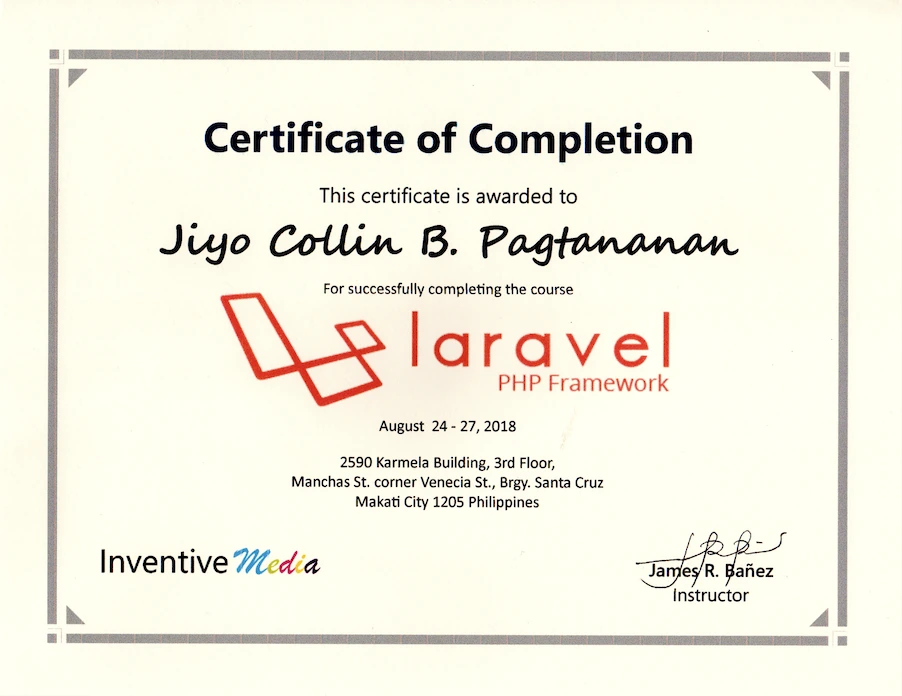 Certificate of Completion
This certificate is awarded to
Jiyo Collin B. Pagtananan
For successfully completing the course
laravel
PHP Framework
August 24 - 27, 2018
2590 Karmela Building, 3rd Floor,
Manchas St. corner Venecia St., Brgy. Santa Cruz
Makati City 1205 Philippines
Inventive Media
James R. Bañez
Instructor